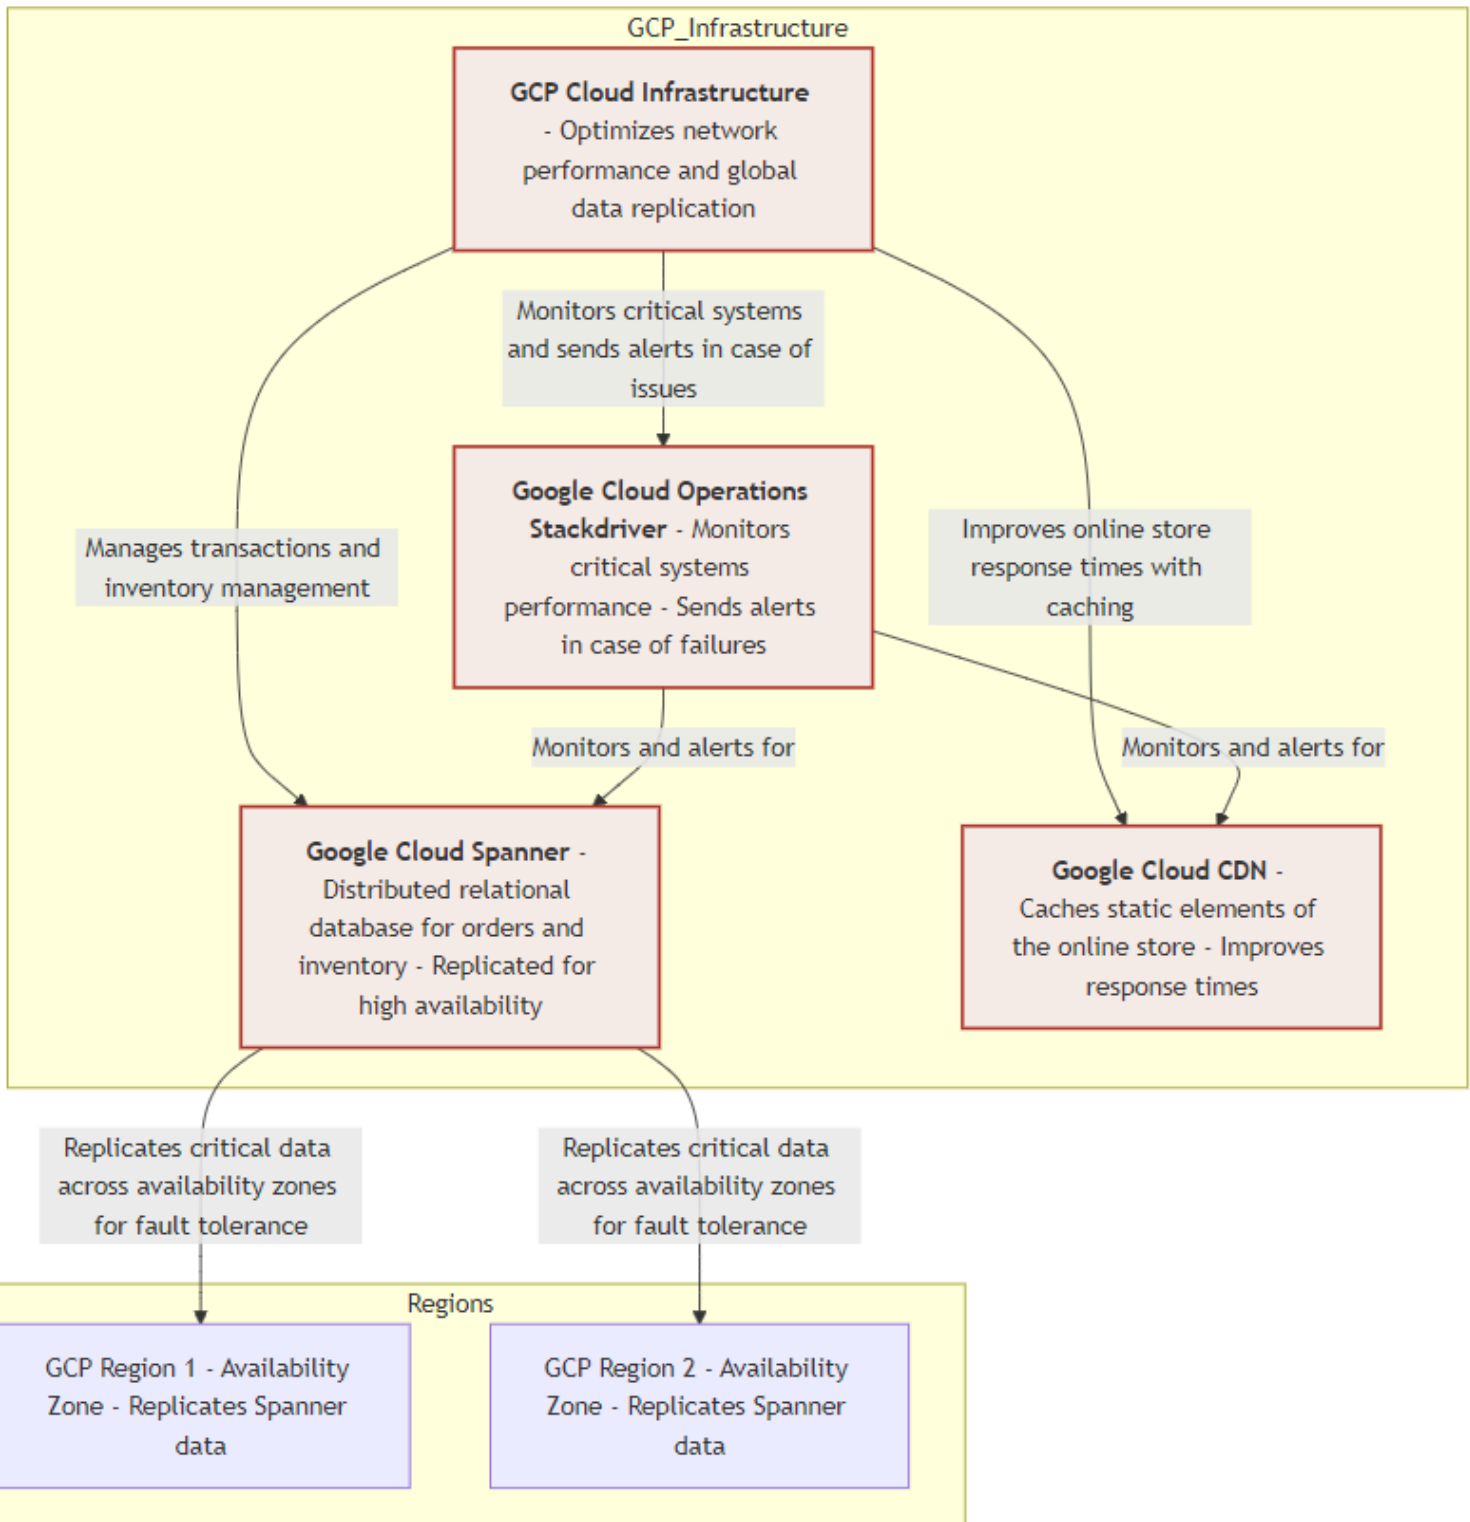 GCP_Infrastructure
GCP Cloud Infrastructure
- Optimizes network
performance and global
data replication
Monitors critical systems
and sends alerts in case of
issues
Google Cloud Operations
Stackdriver - Monitors
critical systems
performance - Sends alerts
in case of failures
Manages transactions and
inventory management
Improves online store
response times with
caching
Monitors and alerts for
Monitors and alerts for
Google Cloud Spanner -
Distributed relational
database for orders and
inventory - Replicated for
high availability
Google Cloud CDN -
Caches static elements of
the online store - Improves
response times
Replicates critical data
across availability zones
for fault tolerance
Replicates critical data
across availability zones
for fault tolerance
Regions
GCP Region 1 - Availability
Zone - Replicates Spanner
data
GCP Region 2 - Availability
Zone - Replicates Spanner
data